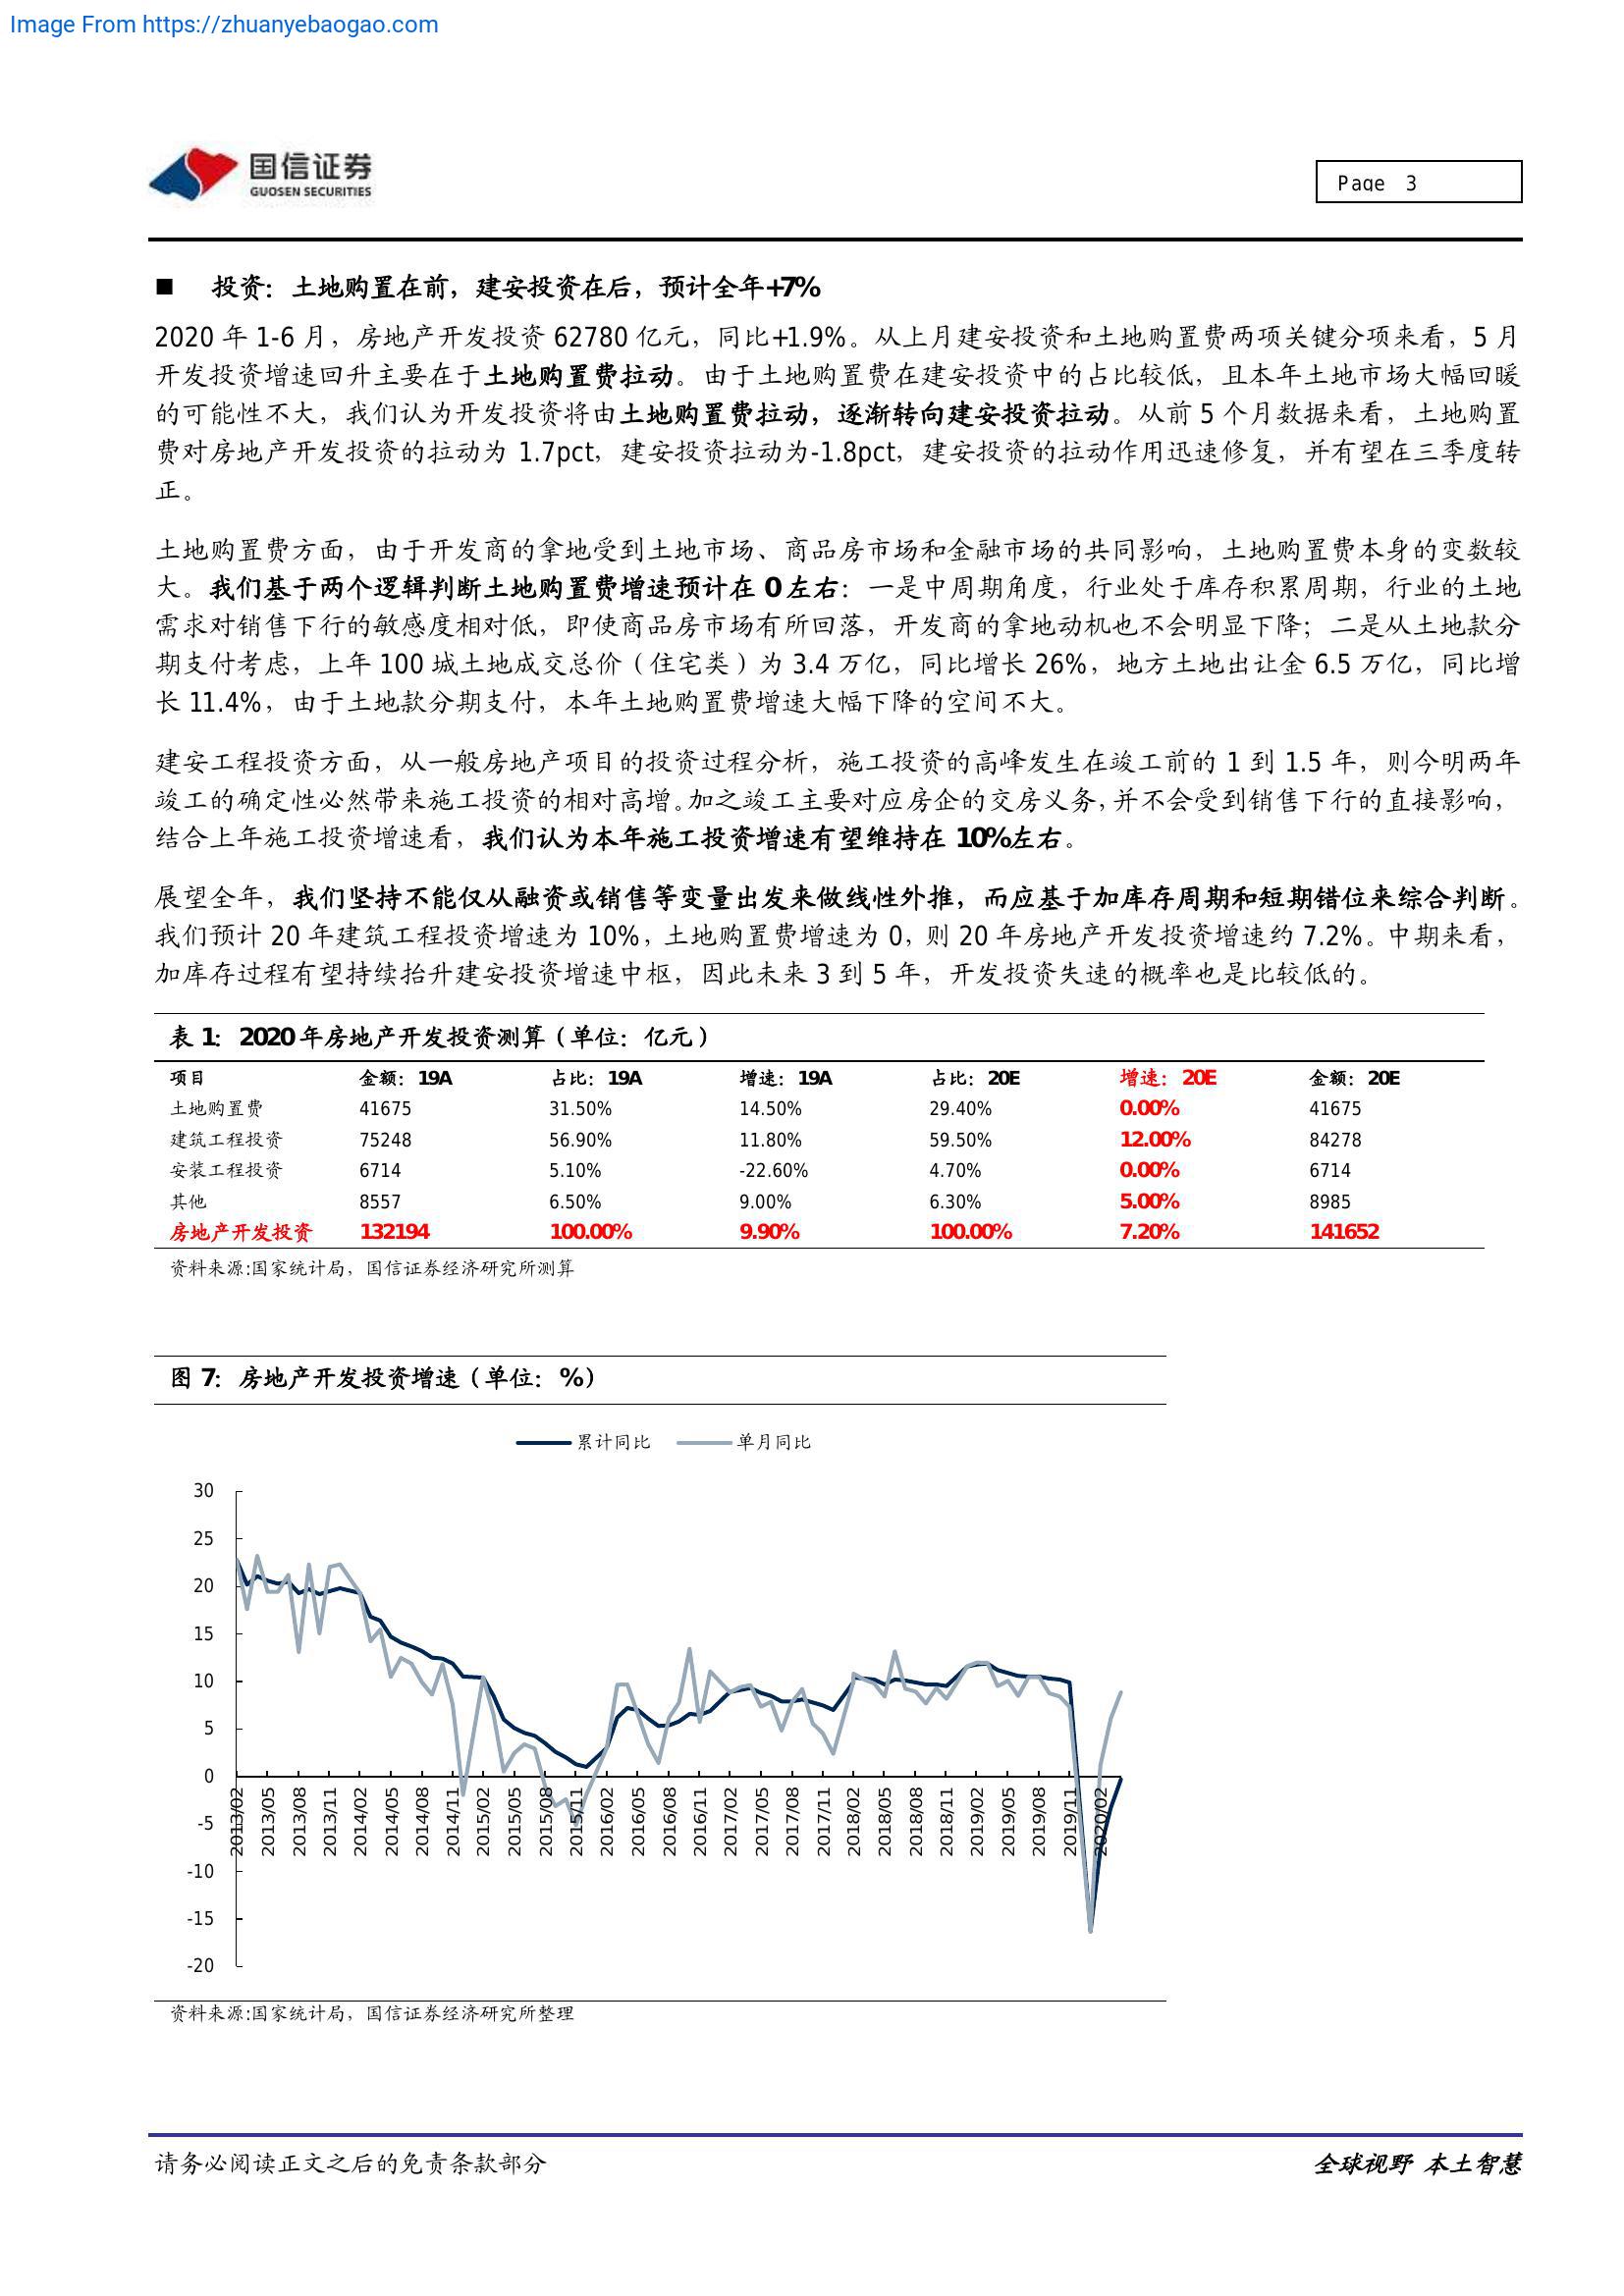 Image From https://zhuanyebaogao.com
国信证券
GUOSEN SECURITIES
Page 3
■ 投资：土地购置在前，建安投资在后，预计全年+7%
2020 年 1-6 月，房地产开发投资 62780 亿元，同比+1.9%。从上月建安投资和土地购置费两项关键分项来看，5 月
开发投资增速回升主要在于土地购置费拉动。由于土地购置费在建安投资中的占比较低，且本年土地市场大幅回暖
的可能性不大，我们认为开发投资将由土地购置费拉动，逐渐转向建安投资拉动。从前 5 个月数据来看，土地购置
费对房地产开发投资的拉动为 1.7pct，建安投资拉动为-1.8pct，建安投资的拉动作用迅速修复，并有望在三季度转
正。
土地购置费方面，由于开发商的拿地受到土地市场、商品房市场和金融市场的共同影响，土地购置费本身的变数较
大。我们基于两个逻辑判断土地购置费增速预计在 0 左右：一是中周期角度，行业处于库存积累周期，行业的土地
需求对销售下行的敏感度相对低，即使商品房市场有所回落，开发商的拿地动机也不会明显下降；二是从土地款分
期支付考虑，上年 100 城土地成交总价（住宅类）为 3.4 万亿，同比增长 26%，地方土地出让金 6.5 万亿，同比增
长 11.4%，由于土地款分期支付，本年土地购置费增速大幅下降的空间不大。
建安工程投资方面，从一般房地产项目的投资过程分析，施工投资的高峰发生在竣工前的 1 到 1.5 年，则今明两年
竣工的确定性必然带来施工投资的相对高增。加之竣工主要对应房企的交房义务，并不会受到销售下行的直接影响，
结合上年施工投资增速看，我们认为本年施工投资增速有望维持在 10%左右。
展望全年，我们坚持不能仅从融资或销售等变量出发来做线性外推，而应基于加库存周期和短期错位来综合判断。
我们预计 20 年建筑工程投资增速为 10%，土地购置费增速为 0，则 20 年房地产开发投资增速约 7.2%。中期来看，
加库存过程有望持续抬升建安投资增速中枢，因此未来 3 到 5 年，开发投资失速的概率也是比较低的。
表 1：2020 年房地产开发投资测算（单位：亿元）
项目 金额：19A 占比：19A 增速：19A 占比：20E 增速：20E 金额：20E
土地购置费 41675 31.50% 14.50% 29.40% 0.00% 41675
建筑工程投资 75248 56.90% 11.80% 59.50% 12.00% 84278
安装工程投资 6714 5.10% -22.60% 4.70% 0.00% 6714
其他 8557 6.50% 9.00% 6.30% 5.00% 8985
房地产开发投资 132194 100.00% 9.90% 100.00% 7.20% 141652
资料来源:国家统计局，国信证券经济研究所测算
图 7：房地产开发投资增速（单位：%）
累计同比 单月同比
30
25
20
15
10
5
0
-5
-10
-15
-20
2013/02 2013/05 2013/08 2013/11 2014/02 2014/05 2014/08 2014/11 2015/02 2015/05 2015/08 2015/11 2016/02 2016/05 2016/08 2016/11 2017/02 2017/05 2017/08 2017/11 2018/02 2018/05 2018/08 2018/11 2019/02 2019/05 2019/08 2019/11 2020/02
资料来源:国家统计局，国信证券经济研究所整理
请务必阅读正文之后的免责条款部分
全球视野 本土智慧